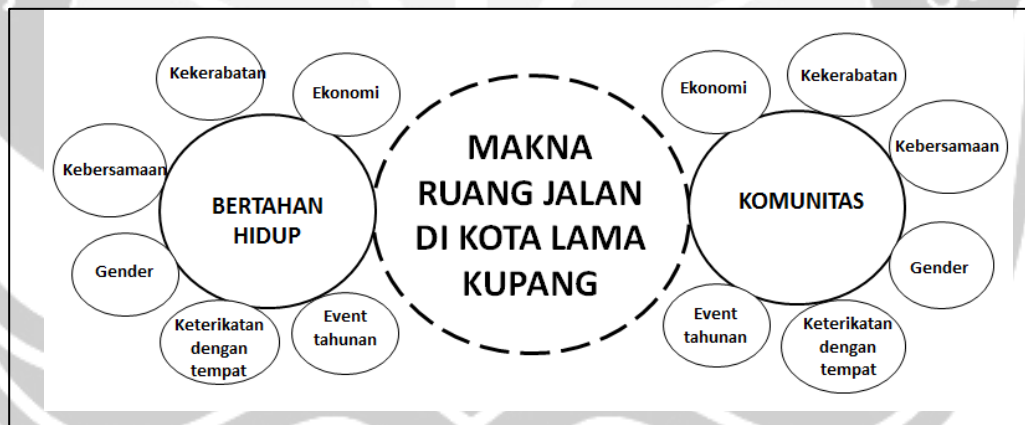 Kekerabatan
Ekonomi
Kebersamaan
BERTAHAN
HIDUP
Gender
Keterikatan
dengan
tempat
Event
tahunan
MAKNA
RUANG JALAN
DI KOTA LAMA
KUPANG
Ekonomi
Kekerabatan
Kebersamaan
KOMUNITAS
Gender
Event
tahunan
Keterikatan
dengan
tempat